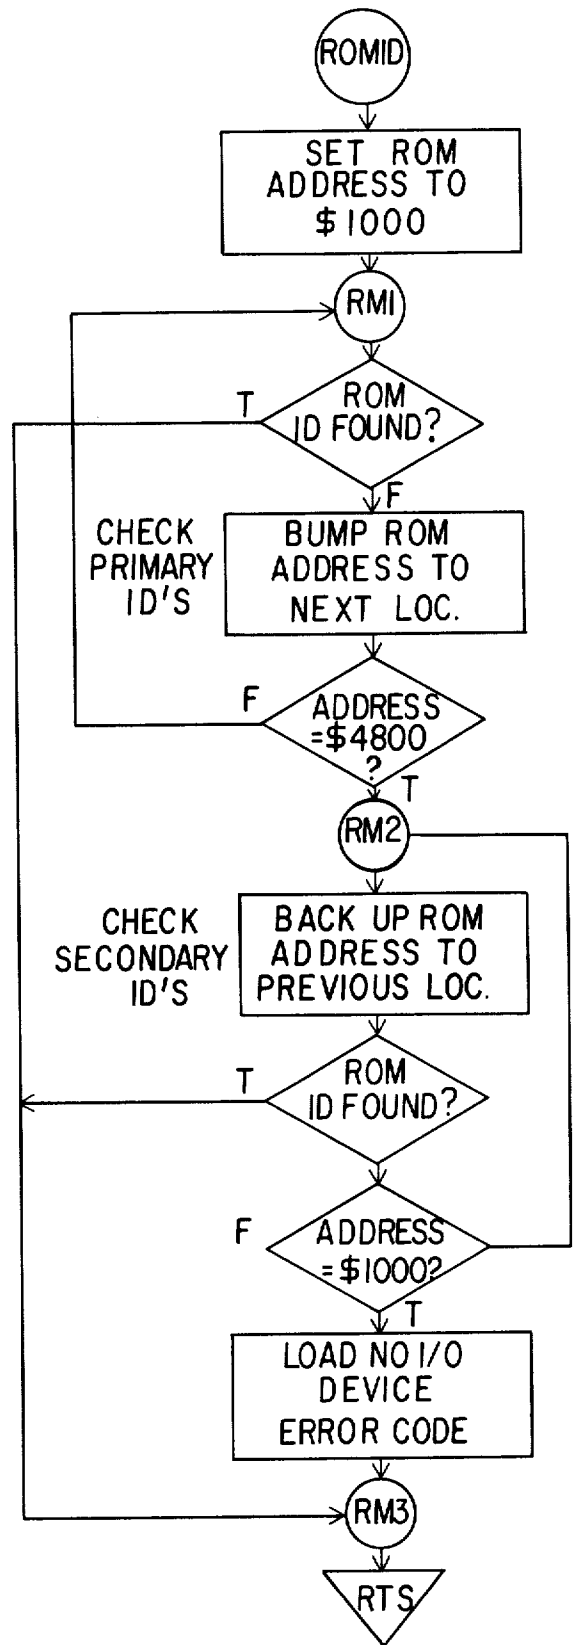 ROMID
SET ROM
ADDRESS TO
$1000
RM1
T
ROM
ID FOUND?
F
CHECK
PRIMARY
ID'S
BUMP ROM
ADDRESS TO
NEXT LOC.
F
ADDRESS
=$4800
?
T
RM2
CHECK
SECONDARY
ID'S
BACK UP ROM
ADDRESS TO
PREVIOUS LOC.
T
ROM
ID FOUND?
F
ADDRESS
=$1000?
T
LOAD NO I/O
DEVICE
ERROR CODE
RM3
RTS